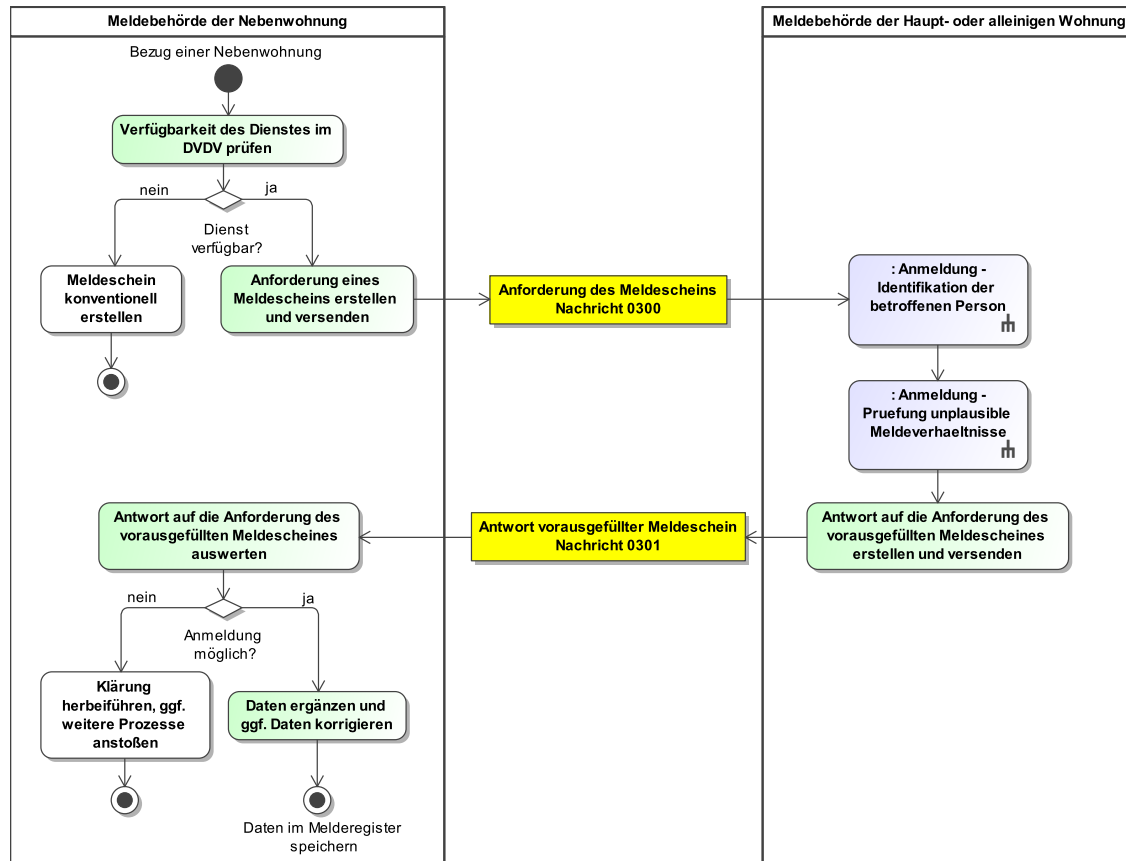 Meldebehörde der Nebenwohnung
Meldebehörde der Haupt- oder alleinigen Wohnung
Bezug einer Nebenwohnung
Verfügbarkeit des Dienstes im
DVDV prüfen
nein
ja
Dienst
verfügbar?
Meldeschein
konventionell
erstellen
Anforderung eines
Meldescheins erstellen
und versenden
Anforderung des Meldescheins
Nachricht 0300
: Anmeldung -
Identifikation der
betroffenen Person
: Anmeldung -
Pruefung unplausible
Meldeverhaeltnisse
Antwort auf die Anforderung des
vorausgefüllten Meldescheines
erstellen und versenden
Antwort vorausgefüllter Meldeschein
Nachricht 0301
Antwort auf die Anforderung des
vorausgefüllten Meldescheines
auswerten
nein
ja
Anmeldung
möglich?
Klärung
herbeiführen, ggf.
weitere Prozesse
anstoßen
Daten ergänzen und
ggf. Daten korrigieren
Daten im Melderegister
speichern